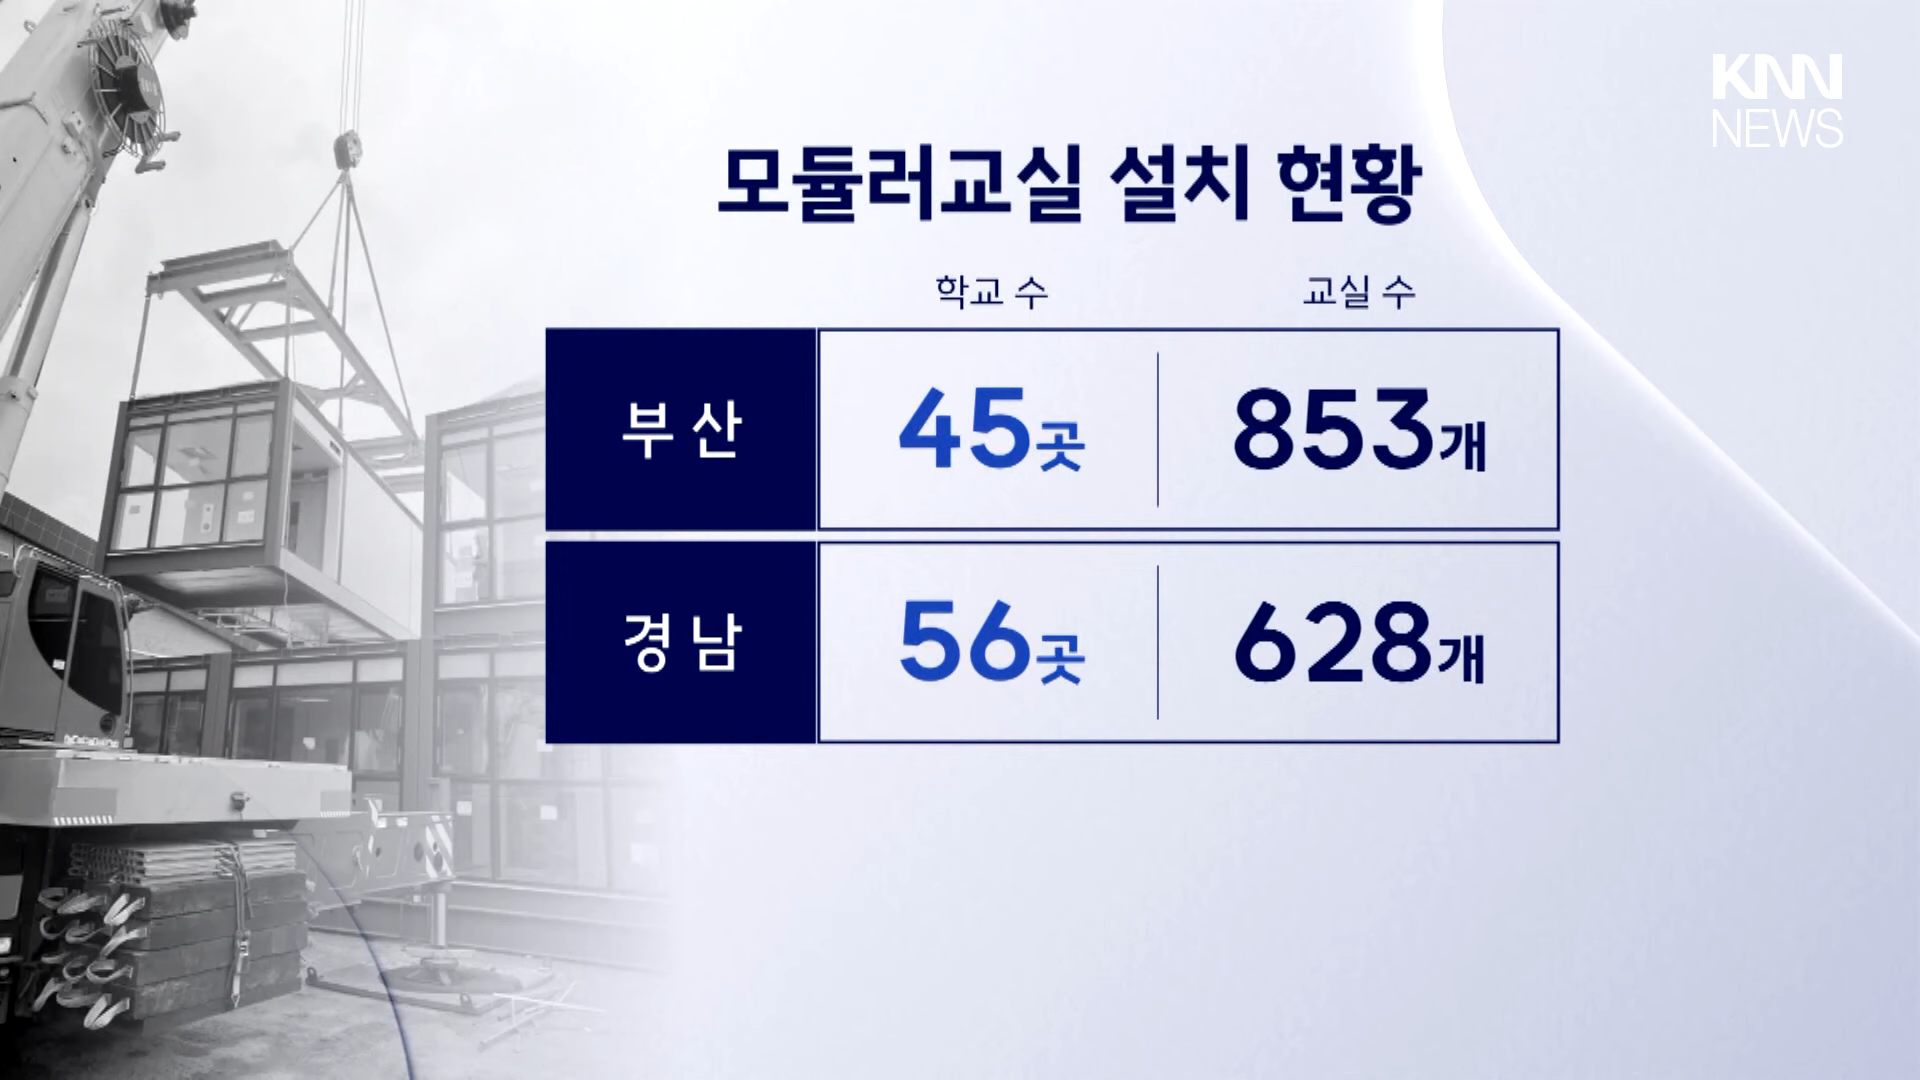 KNN
NEWS
모듈러교실 설치 현황
학교 수 교실 수
부산 45곳 853개
경남 56곳 628개